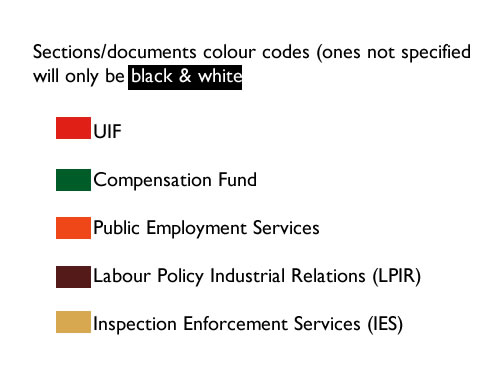 Sections/documents colour codes (ones not specified
will only be black & white
UIF
Compensation Fund
Public Employment Services
Labour Policy Industrial Relations (LPIR)
Inspection Enforcement Services (IES)